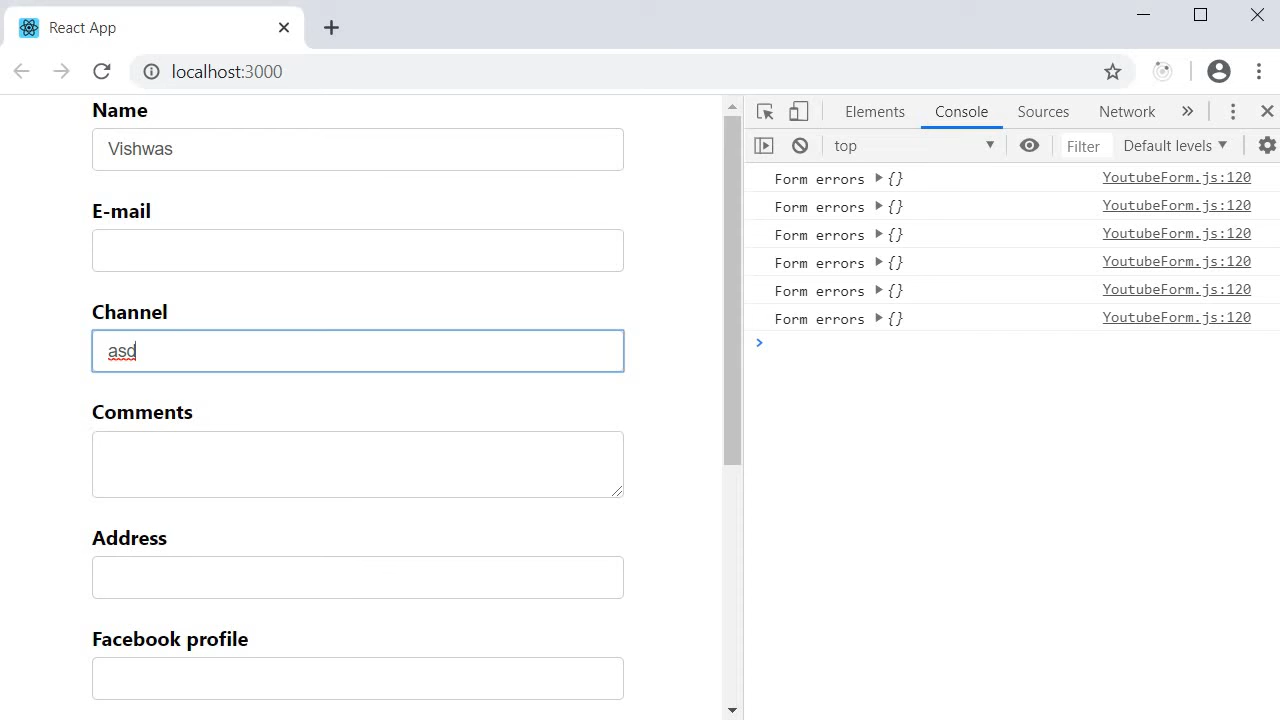 React App
localhost:3000
Name
Vishwas
E-mail
Channel
asd
Comments
Address
Facebook profile
Elements Console Sources Network »
top Filter Default levels
Form errors {} YoutubeForm.js:120
Form errors {} YoutubeForm.js:120
Form errors {} YoutubeForm.js:120
Form errors {} YoutubeForm.js:120
Form errors {} YoutubeForm.js:120
Form errors {} YoutubeForm.js:120